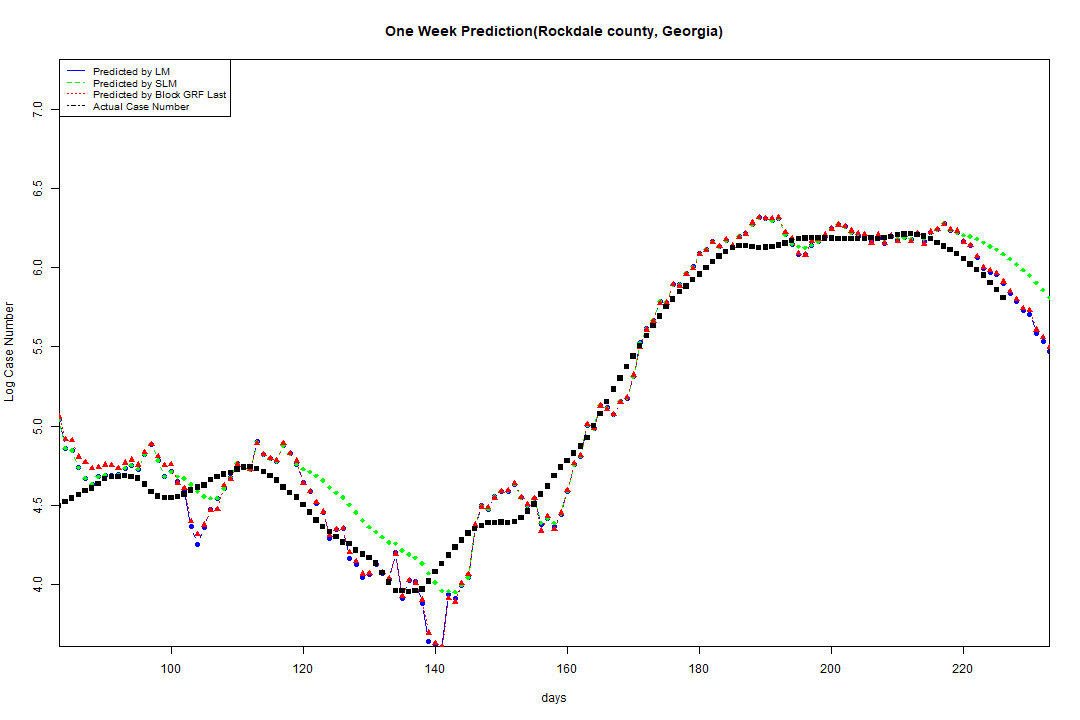 One Week Prediction(Rockdale county, Georgia)
Predicted by LM
Predicted by SLM
Predicted by Block GRF Last
Actual Case Number
7.0
6.5
6.0
5.5
5.0
4.5
4.0
Log Case Number
100 120 140 160 180 200 220
days